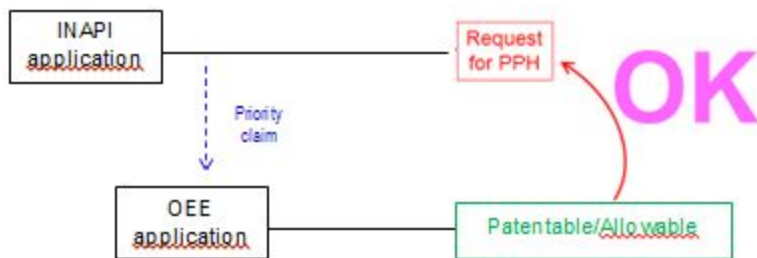 INAPI
application
Request
for PPH
OK
Priority
claim
OEE
application
Patentable/Allowable